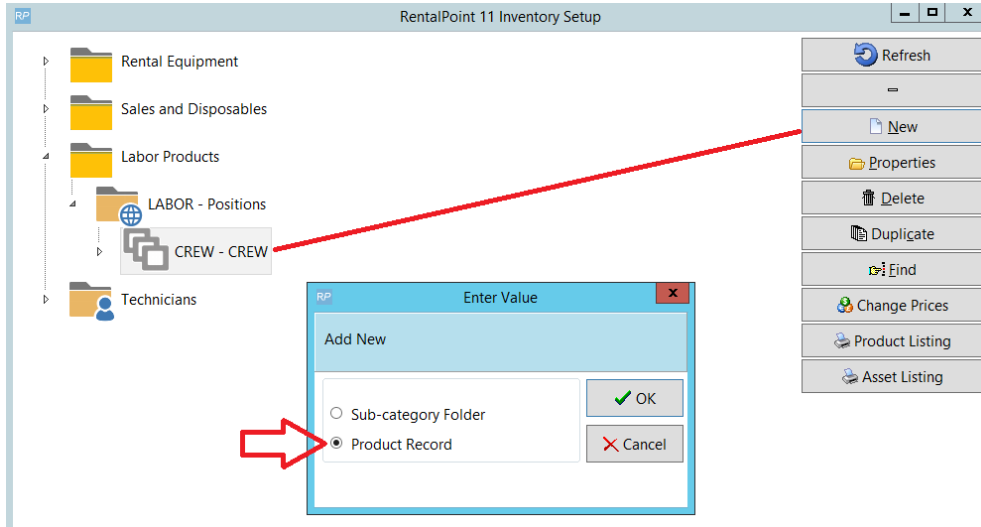 RP RentalPoint 11 Inventory Setup
Rental Equipment
Sales and Disposables
Labor Products
LABOR - Positions
CREW - CREW
Technicians
Refresh
New
Properties
Delete
Duplicate
Find
Change Prices
Product Listing
Asset Listing
RP Enter Value x
Add New
Sub-category Folder
Product Record
OK
Cancel